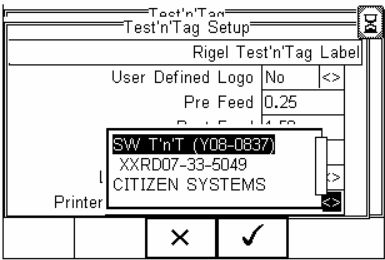 Test'n'Tag
Test'n'Tag Setup
Rigel Test'n'Tag Label
User Defined Logo No <>
Pre Feed 0.25
SW T'n'T (Y08-0837)
XXRD07-33-5049
CITIZEN SYSTEMS
Printer <>